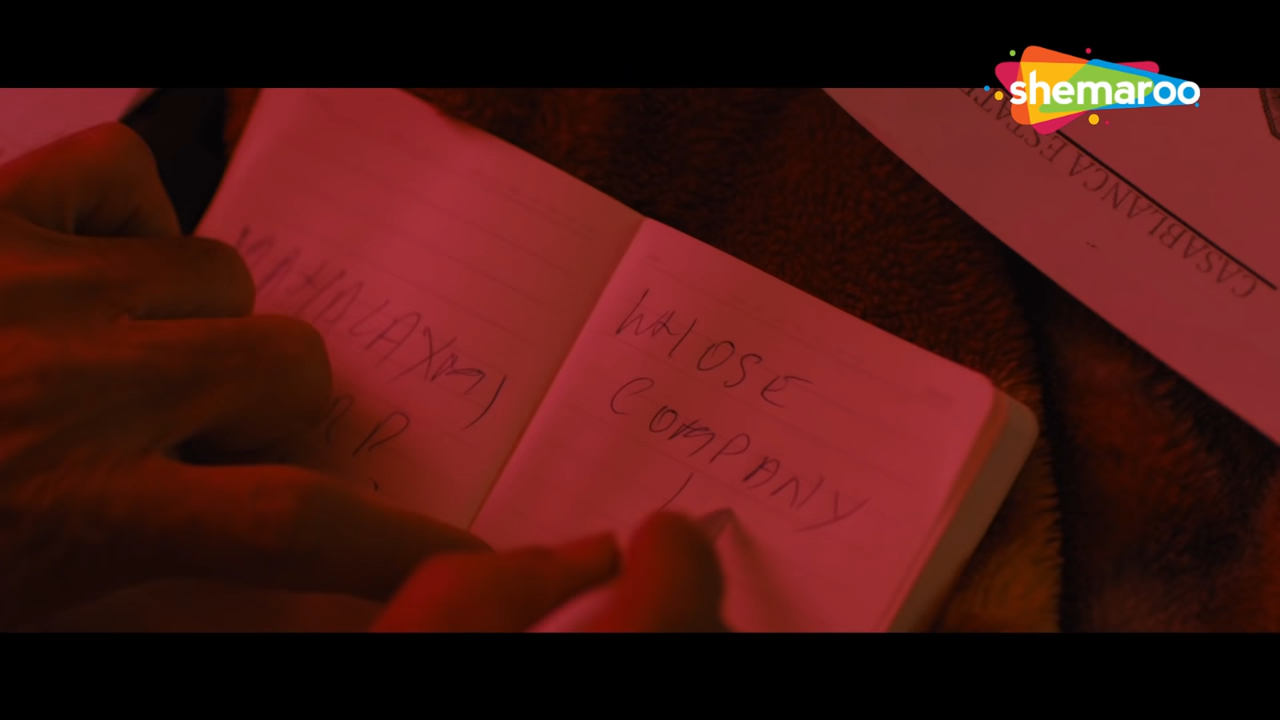 shemaroo
CASABLANCA ESTATE
MAHALAXMI
WHOSE
COMPANY